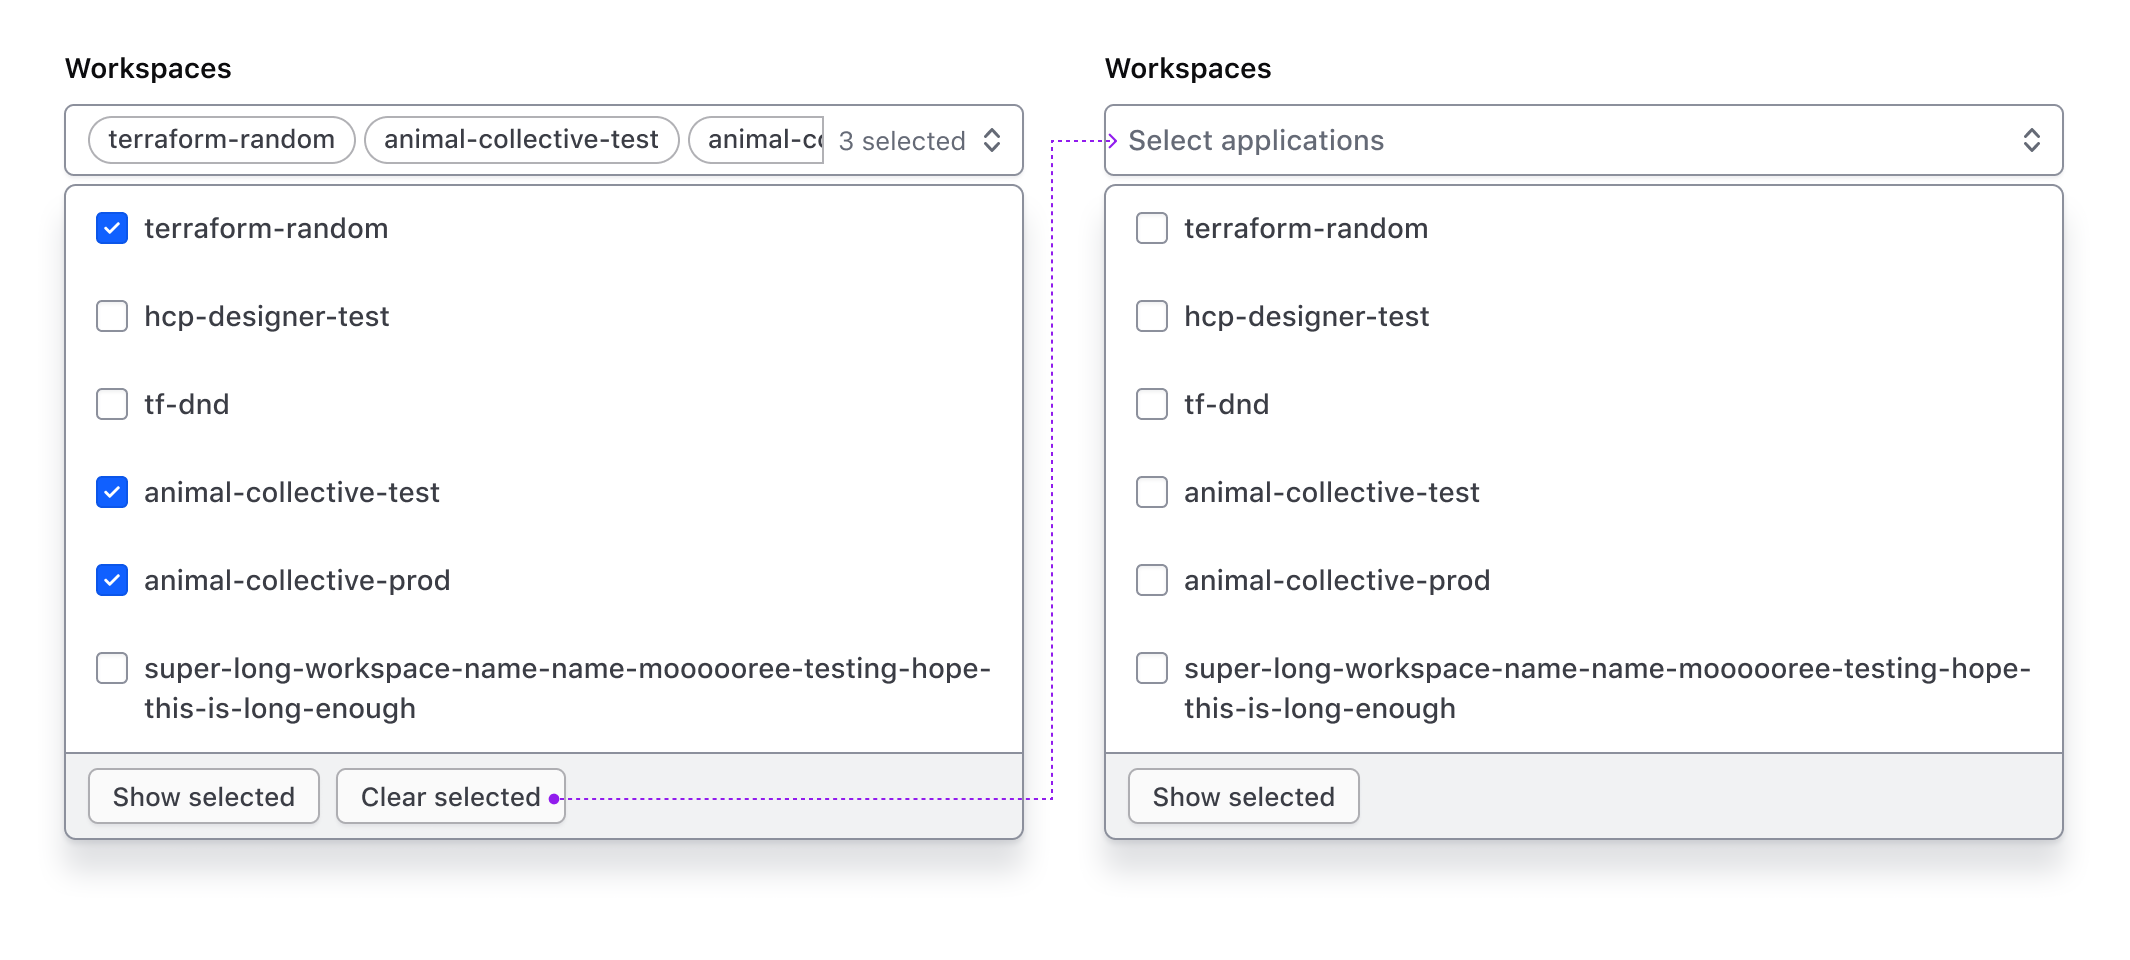 Workspaces
terraform-random animal-collective-test animal-c 3 selected
terraform-random
hcp-designer-test
tf-dnd
animal-collective-test
animal-collective-prod
super-long-workspace-name-name-moooooree-testing-hope-
this-is-long-enough
Show selected Clear selected
Workspaces
Select applications
terraform-random
hcp-designer-test
tf-dnd
animal-collective-test
animal-collective-prod
super-long-workspace-name-name-moooooree-testing-hope-
this-is-long-enough
Show selected